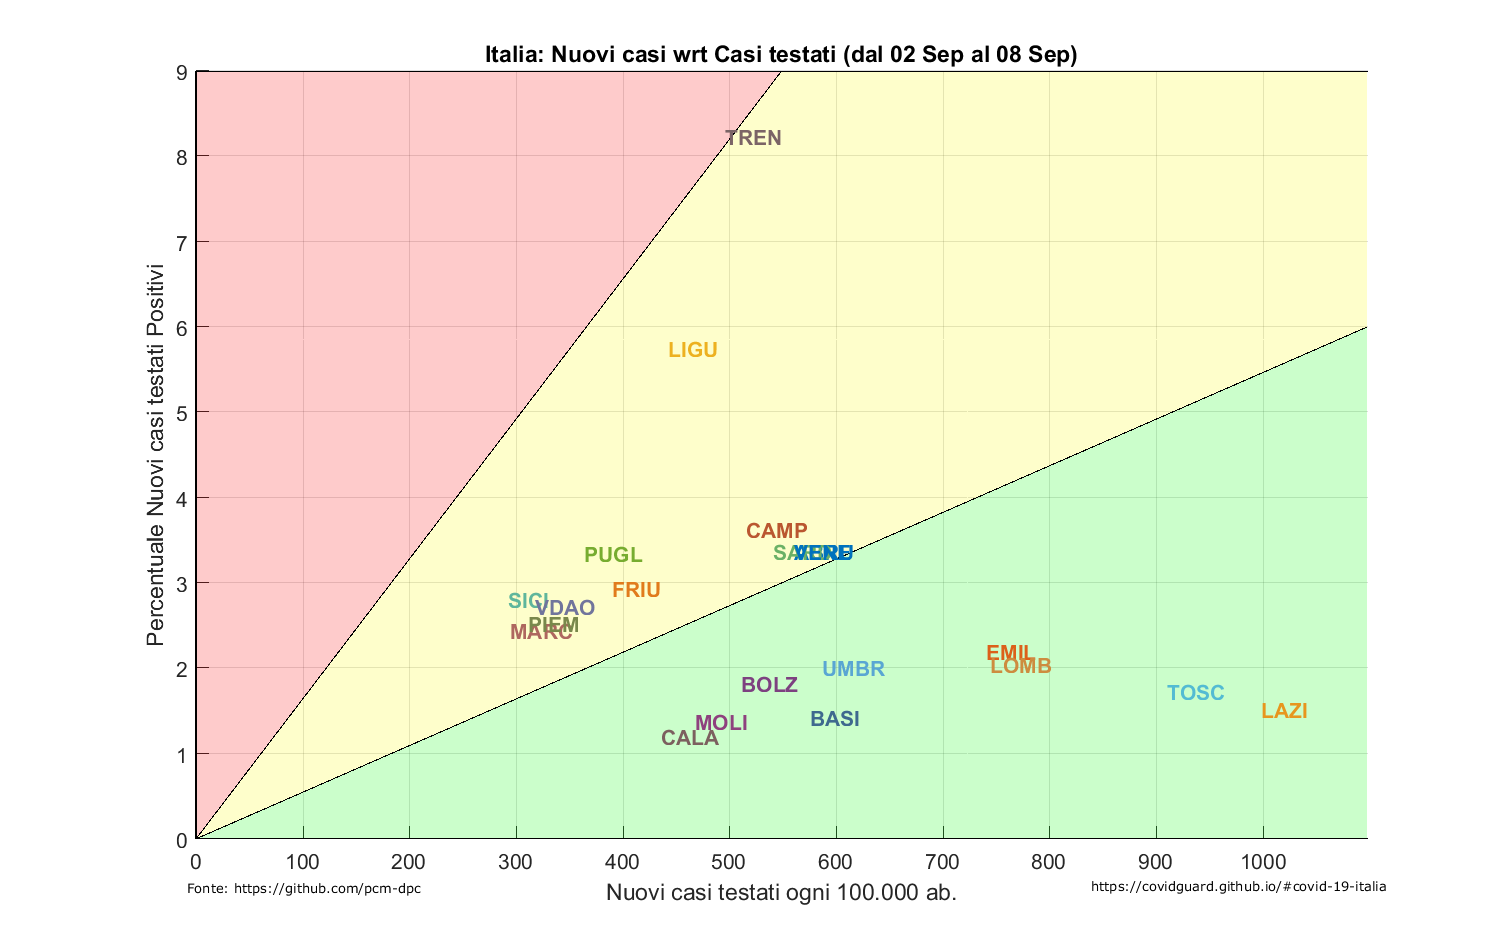 Italia: Nuovi casi wrt Casi testati (dal 02 Sep al 08 Sep)
9
8
7
6
5
4
3
2
1
0
Percentuale Nuovi casi testati Positivi
TREN
LIGU
CAMP
PUGL
FRIU
SICI
VDAO
PIEM
MARC
EMIL
LOMB
UMBR
BOLZ
TOSC
LAZI
BASI
MOLI
CALA
0 100 200 300 400 500 600 700 800 900 1000
Nuovi casi testati ogni 100.000 ab.
Fonte: https://github.com/pcm-dpc
https://covidguard.github.io/#covid-19-italia